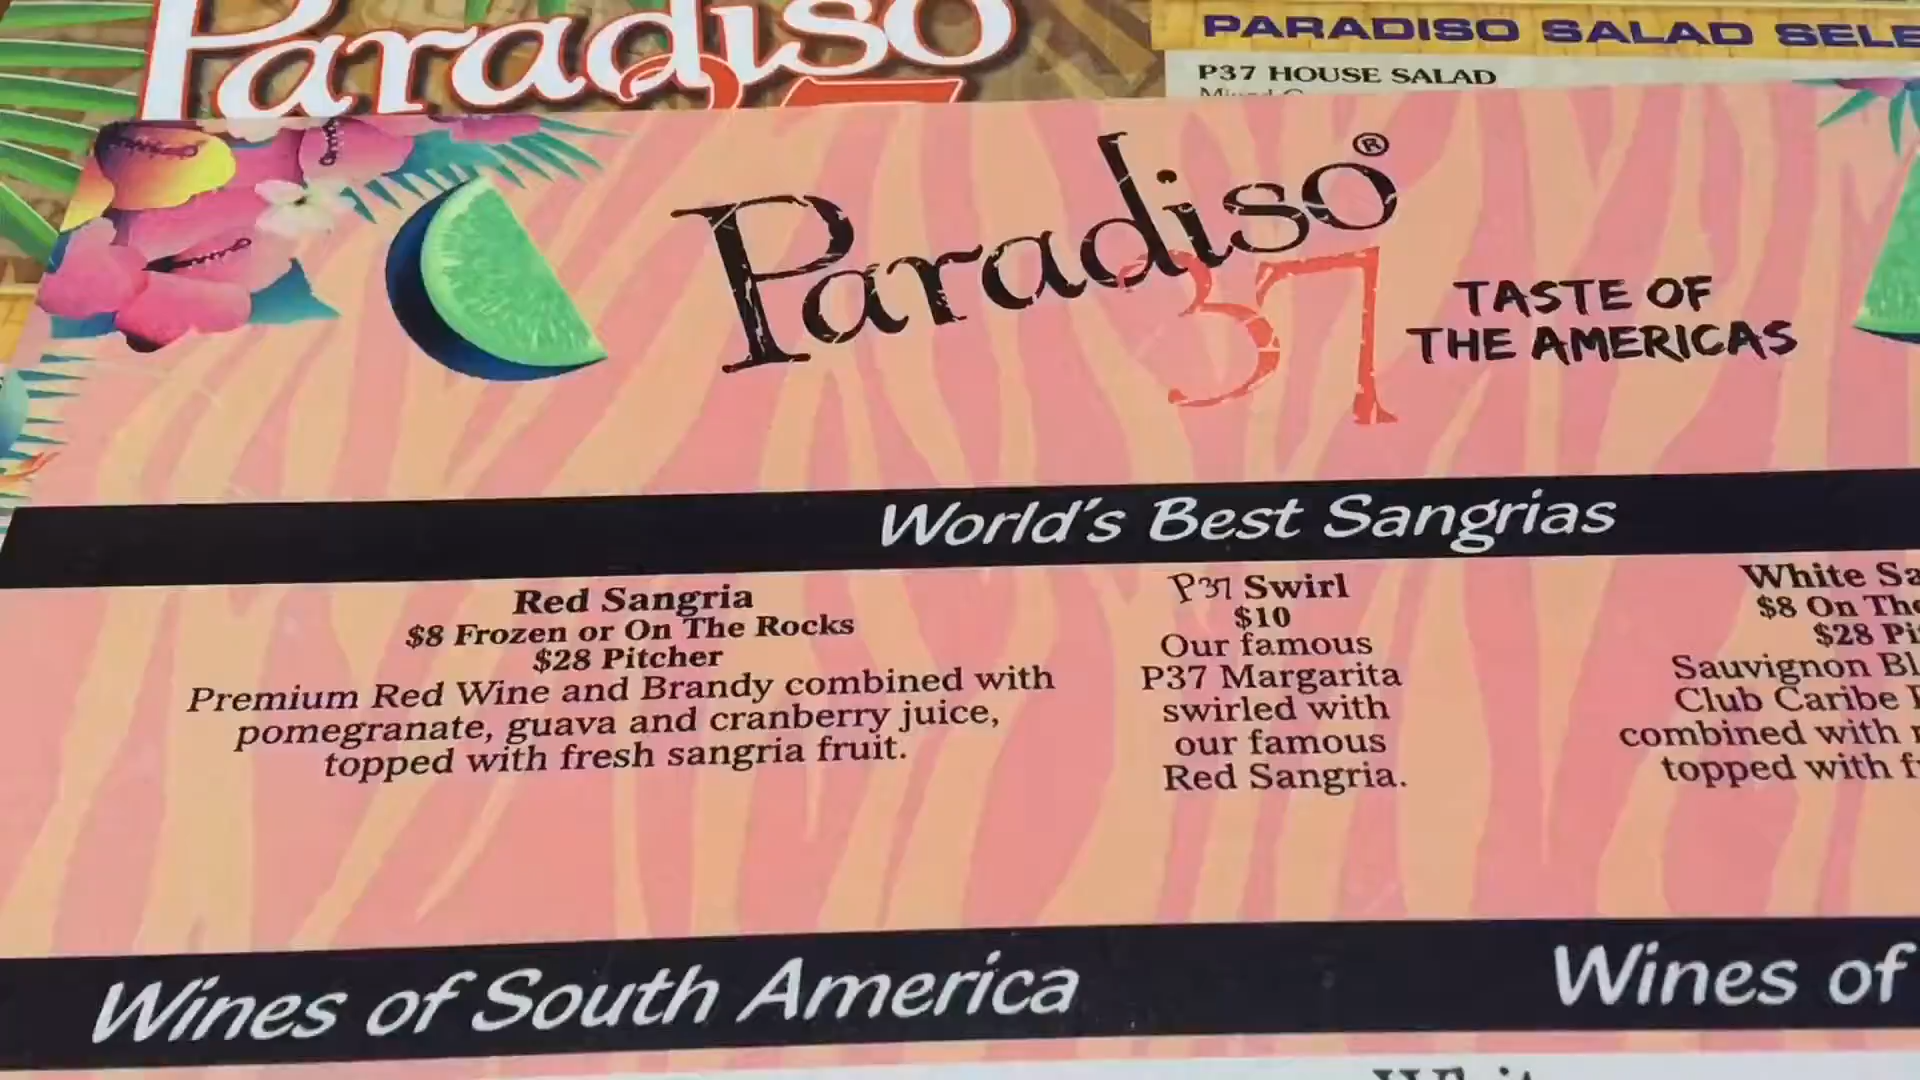 Paradiso
37
PARADISO SALAD SELE
P37 HOUSE SALAD
Paradiso®
37
TASTE OF
THE AMERICAS
World's Best Sangrias
Red Sangria
$8 Frozen or On The Rocks
$28 Pitcher
Premium Red Wine and Brandy combined with
pomegranate, guava and cranberry juice,
topped with fresh sangria fruit.
P37 Swirl
$10
Our famous
P37 Margarita
swirled with
our famous
Red Sangria.
White Sa
$8 On The
$28 Pi
Sauvignon Bl
Club Caribe
combined with
topped with f
Wines of South America
Wines of